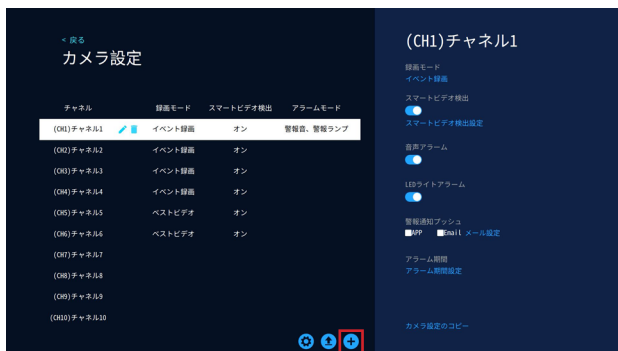 < 戻る
カメラ設定
チャネル 録画モード スマートビデオ検出 アラームモード
(CH1)チャネル1 イベント録画 オン 警報音、警報ランプ
(CH2)チャネル2 イベント録画 オン
(CH3)チャネル3 イベント録画 オン
(CH4)チャネル4 イベント録画 オン
(CH5)チャネル5 ベストビデオ オン
(CH6)チャネル6 ベストビデオ オン
(CH7)チャネル7
(CH8)チャネル8
(CH9)チャネル9
(CH10)チャネル10
(CH1)チャネル1
録画モード
イベント録画
スマートビデオ検出
スマートビデオ検出設定
音声アラーム
LEDライトアラーム
警報通知プッシュ
APP Email メール設定
アラーム期間
アラーム期間設定
カメラ設定のコピー